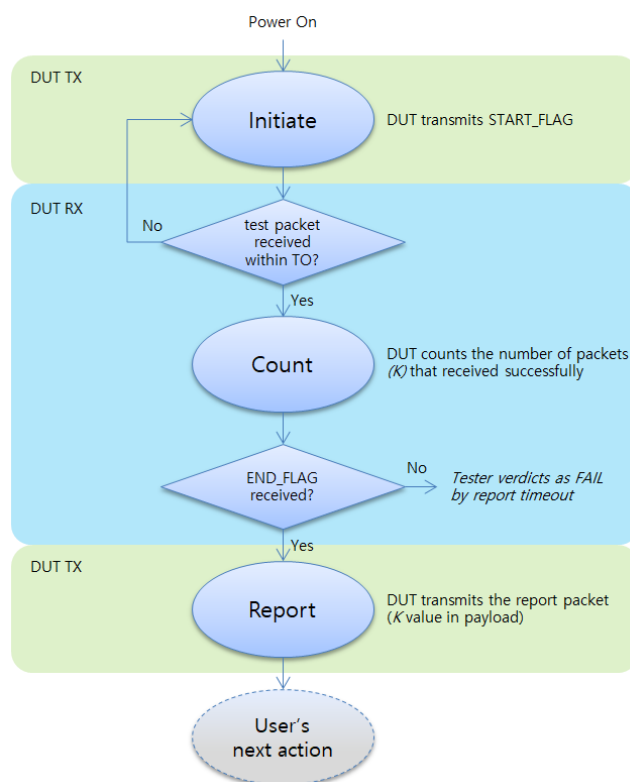 Power On
DUT TX
Initiate
DUT transmits START_FLAG
DUT RX
No
test packet
received
within TO?
Yes
Count
DUT counts the number of packets
(K) that received successfully
END_FLAG
received?
No
Tester verdicts as FAIL
by report timeout
Yes
DUT TX
Report
DUT transmits the report packet
(K value in payload)
User's
next action